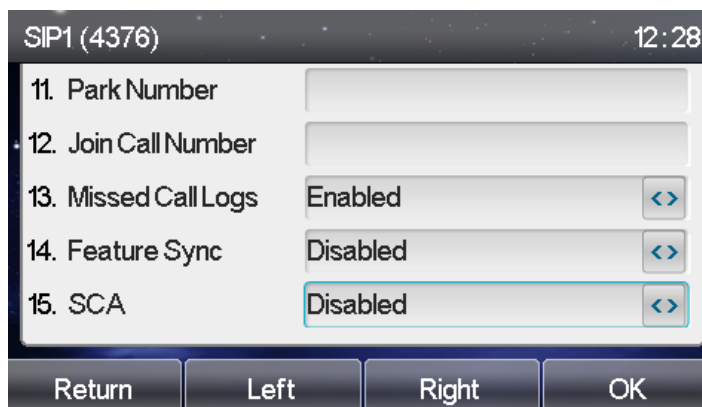 SIP1 (4376) 12:28
11. Park Number
12. Join Call Number
13. Missed Call Logs Enabled <>
14. Feature Sync Disabled <>
15. SCA Disabled <>
Return Left Right OK